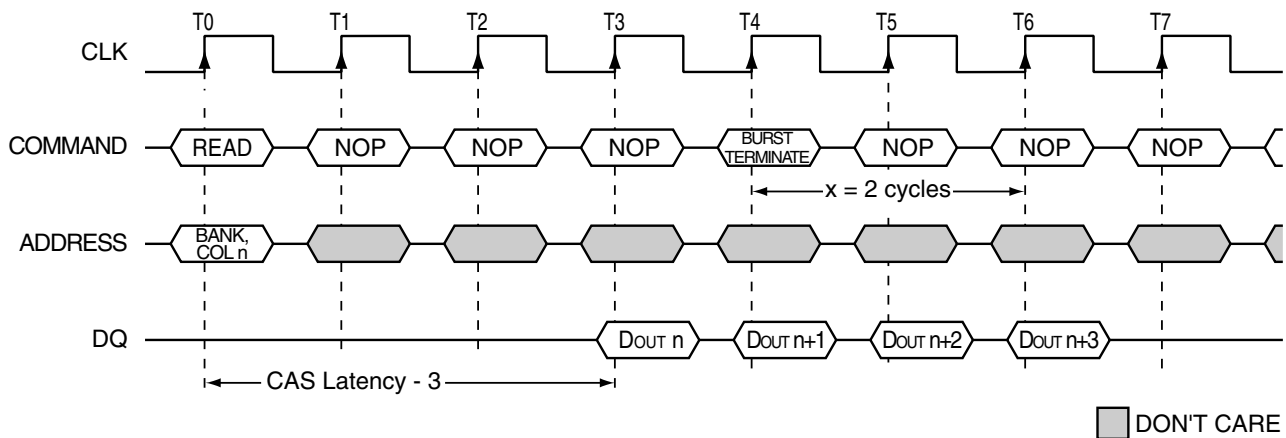 T0 T1 T2 T3 T4 T5 T6 T7
CLK
COMMAND READ NOP NOP NOP BURST TERMINATE NOP NOP NOP
x = 2 cycles
ADDRESS BANK, COL n
DQ DOUT n DOUT n+1 DOUT n+2 DOUT n+3
CAS Latency - 3
DON'T CARE